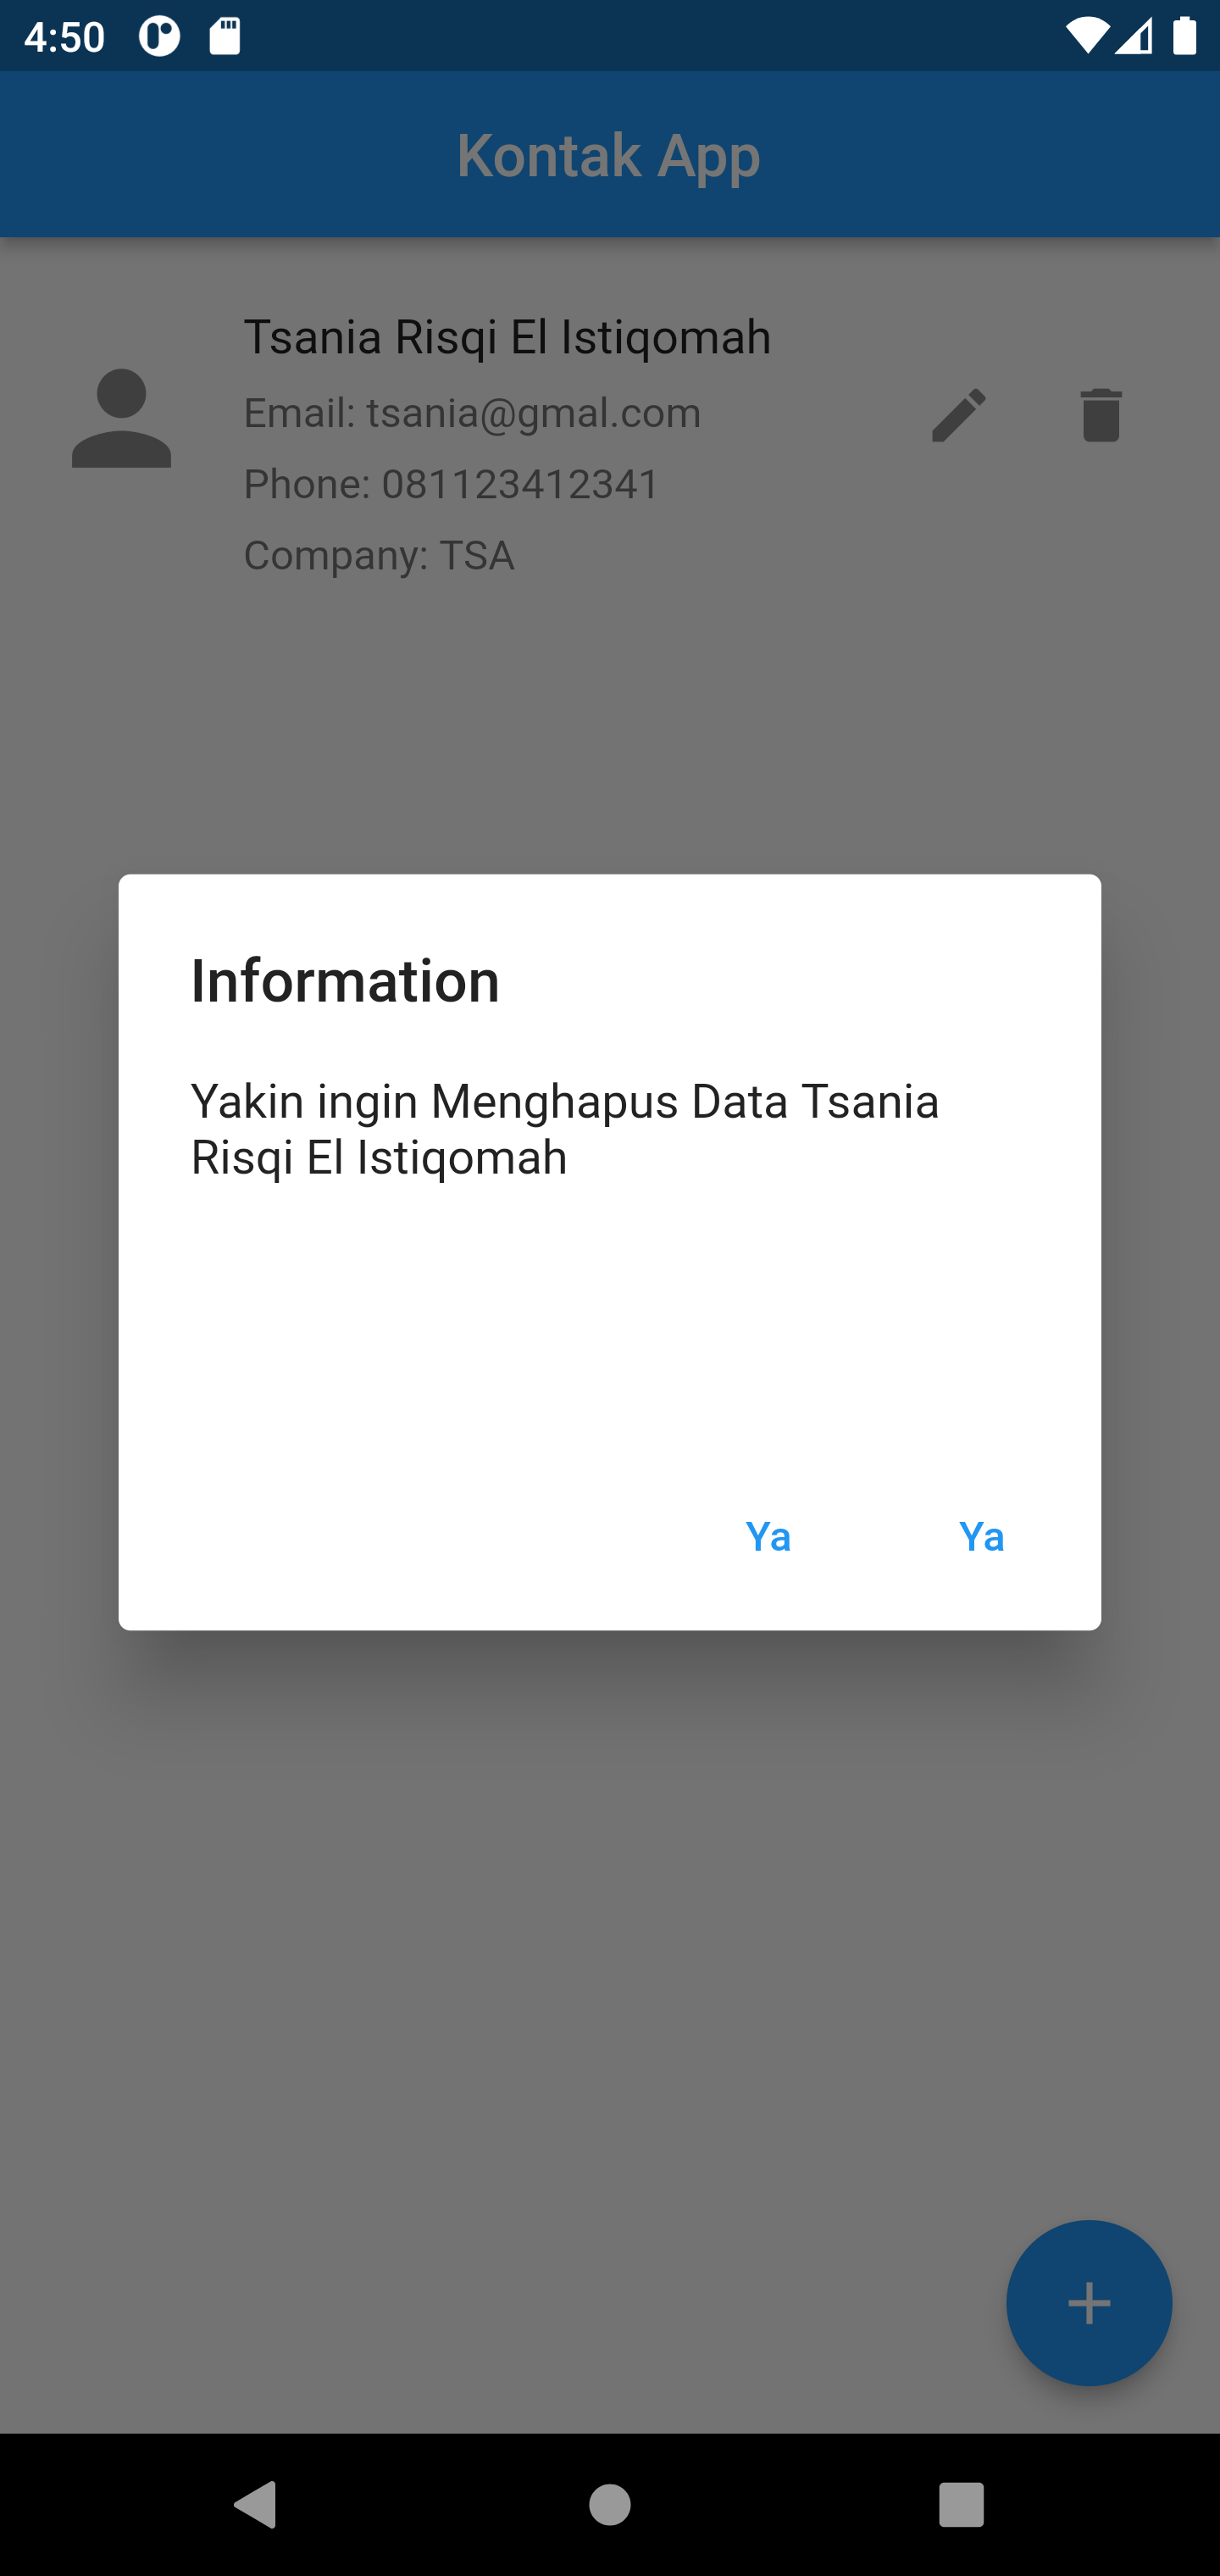 4:50
Kontak App
Tsania Risqi El Istiqomah
Email: tsania@gmal.com
Phone: 081123412341
Company: TSA
Information
Yakin ingin Menghapus Data Tsania
Risqi El Istiqomah
Ya Ya